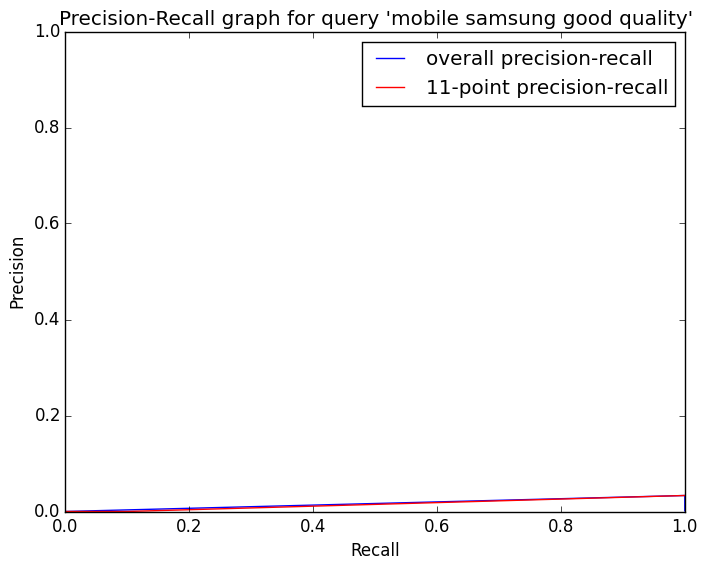 Precision-Recall graph for query 'mobile samsung good quality'
overall precision-recall
11-point precision-recall
1.0
0.8
0.6
0.4
0.2
0.0
Precision
0.0 0.2 0.4 0.6 0.8 1.0
Recall